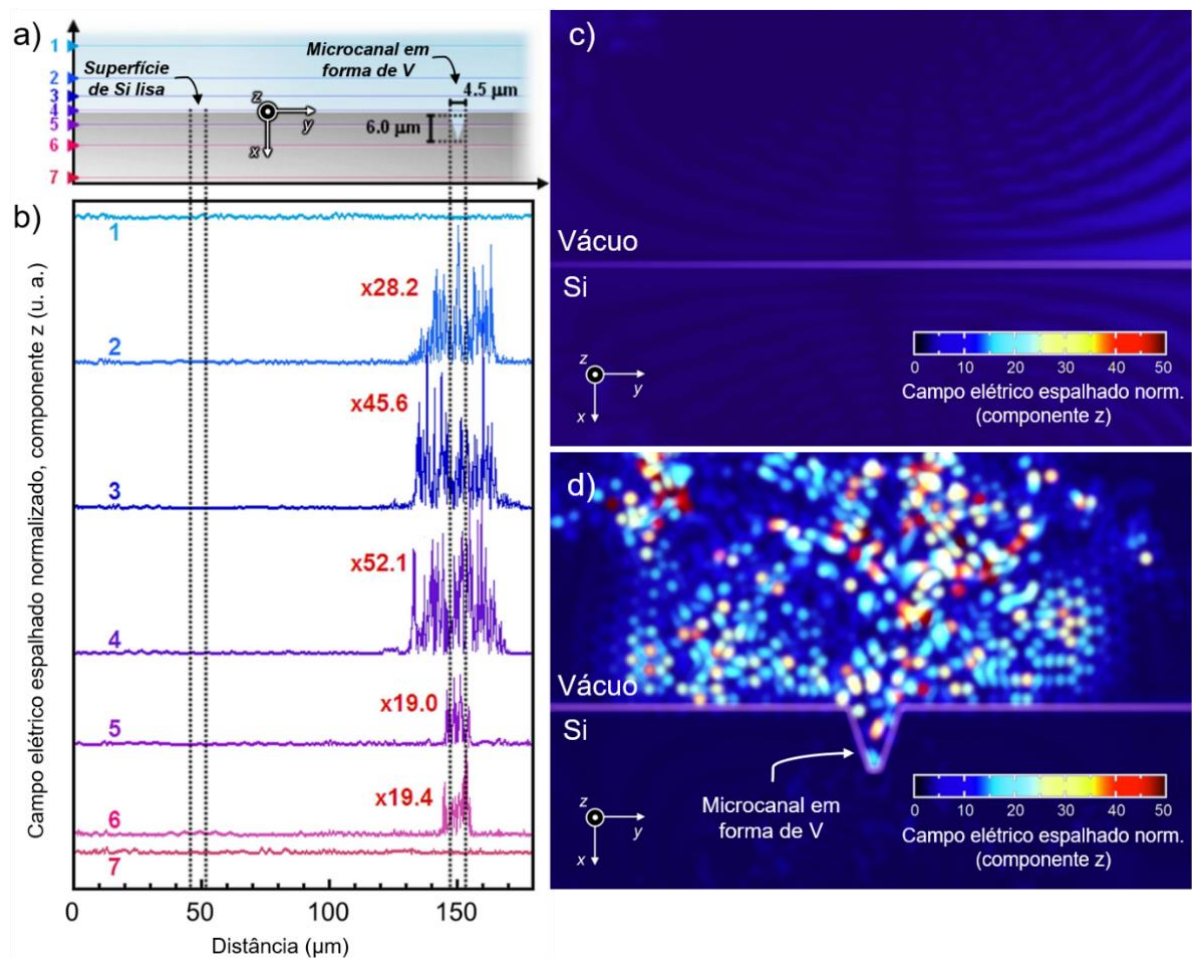 a)
1
2
3
4
5
6
7
Superfície
de Si lisa
Microcanal em
forma de V
4.5 µm
6.0 µm
z
y
x
b)
Campo elétrico espalhado normalizado, componente z (u. a.)
1
x28.2
2
x45.6
3
x52.1
4
x19.0
5
x19.4
6
7
0
50
100
150
Distância (µm)
c)
Vácuo
Si
z
y
x
0 10 20 30 40 50
Campo elétrico espalhado norm.
(componente z)
d)
Vácuo
Si
Microcanal em
forma de V
z
y
x
0 10 20 30 40 50
Campo elétrico espalhado norm.
(componente z)